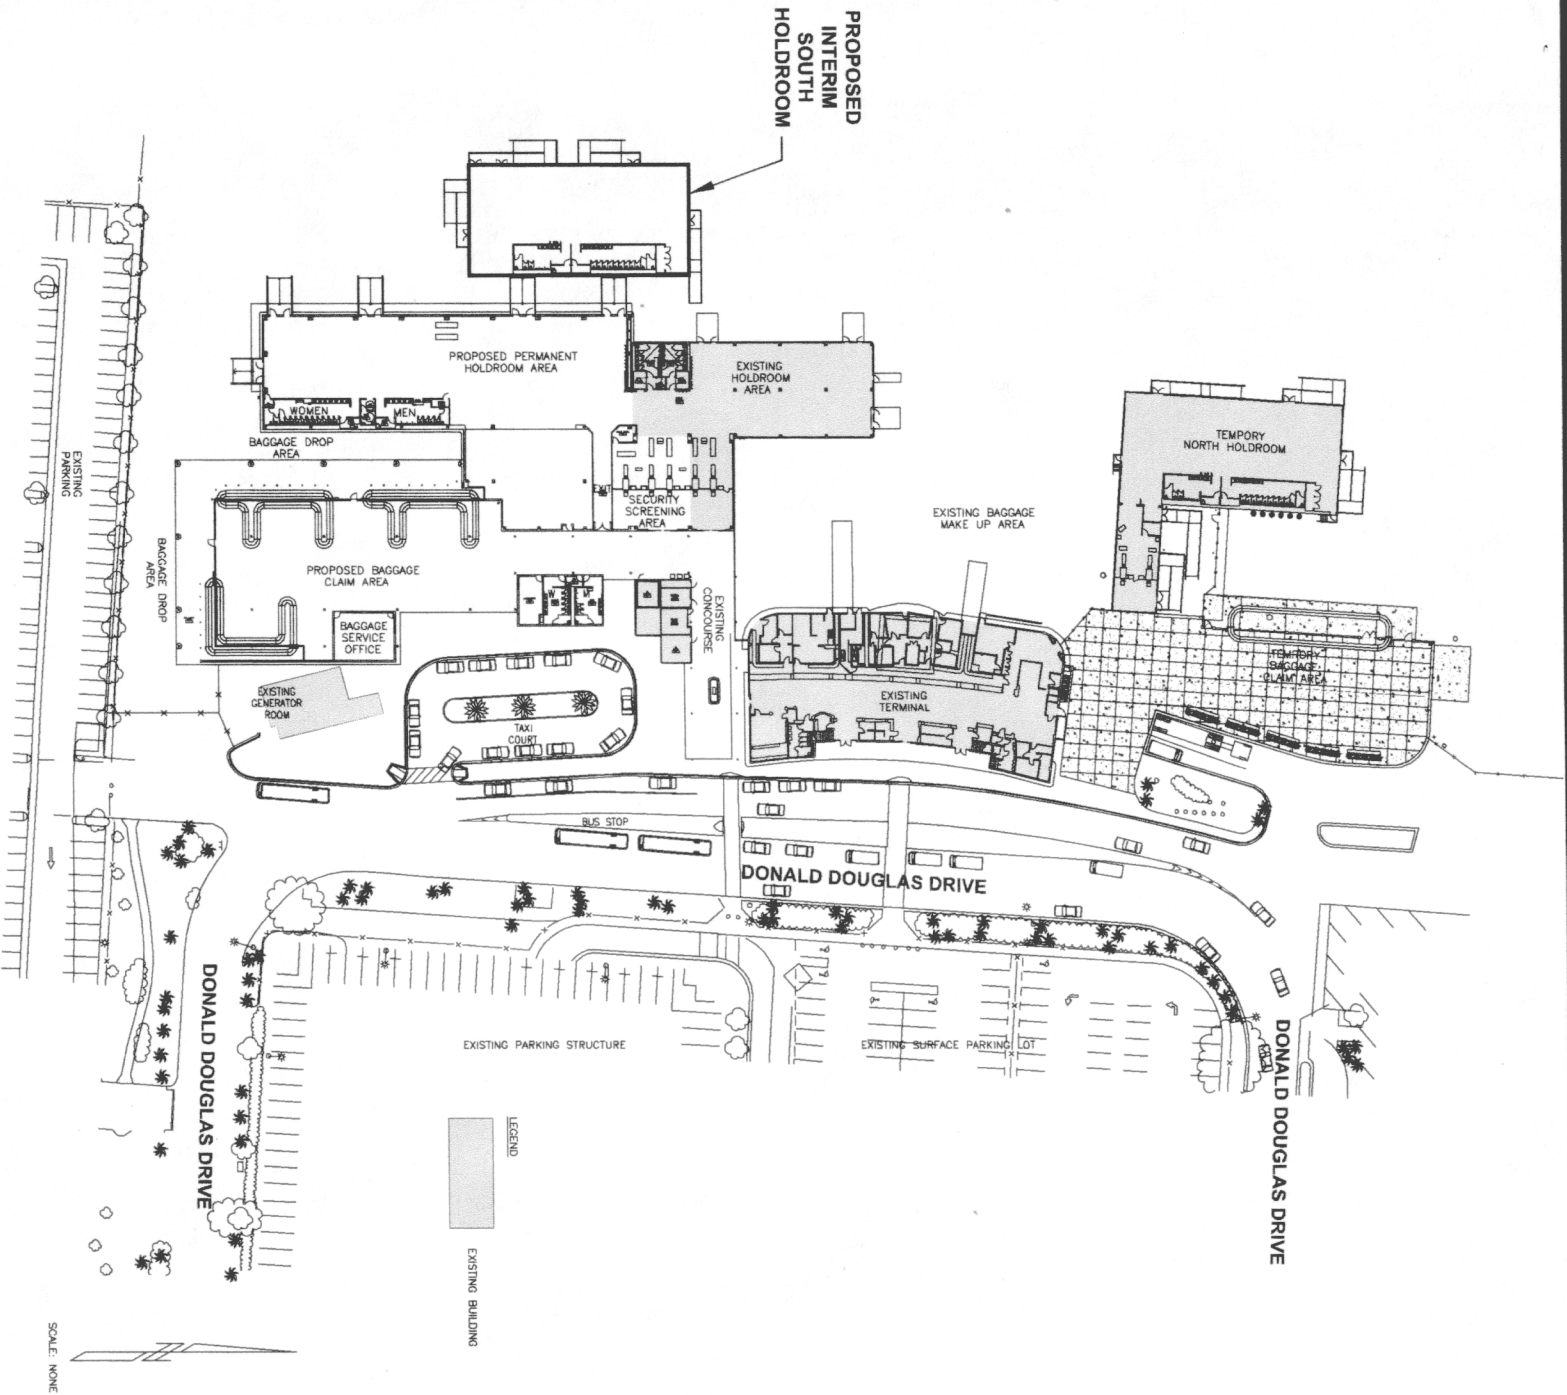 PROPOSED
INTERIM
SOUTH
HOLDROOM
PROPOSED PERMANENT
HOLDROOM AREA
EXISTING
HOLDROOM
AREA
WOMEN
MEN
BAGGAGE DROP
AREA
EXISTING
PARKING
TEMPORY
NORTH HOLDROOM
EXIT
SECURITY
SCREENING
AREA
EXISTING BAGGAGE
MAKE UP AREA
BAGGAGE DROP
AREA
PROPOSED BAGGAGE
CLAIM AREA
W
M
EXISTING
CONCOURSE
BAGGAGE
SERVICE
OFFICE
TEMPORY
BAGGAGE
CLAIM AREA
EXISTING
GENERATOR
ROOM
EXISTING
TERMINAL
TAXI
COURT
BUS STOP
DONALD DOUGLAS DRIVE
DONALD DOUGLAS DRIVE
DONALD DOUGLAS DRIVE
EXISTING PARKING STRUCTURE
EXISTING SURFACE PARKING LOT
LEGEND
EXISTING BUILDING
SCALE: NONE